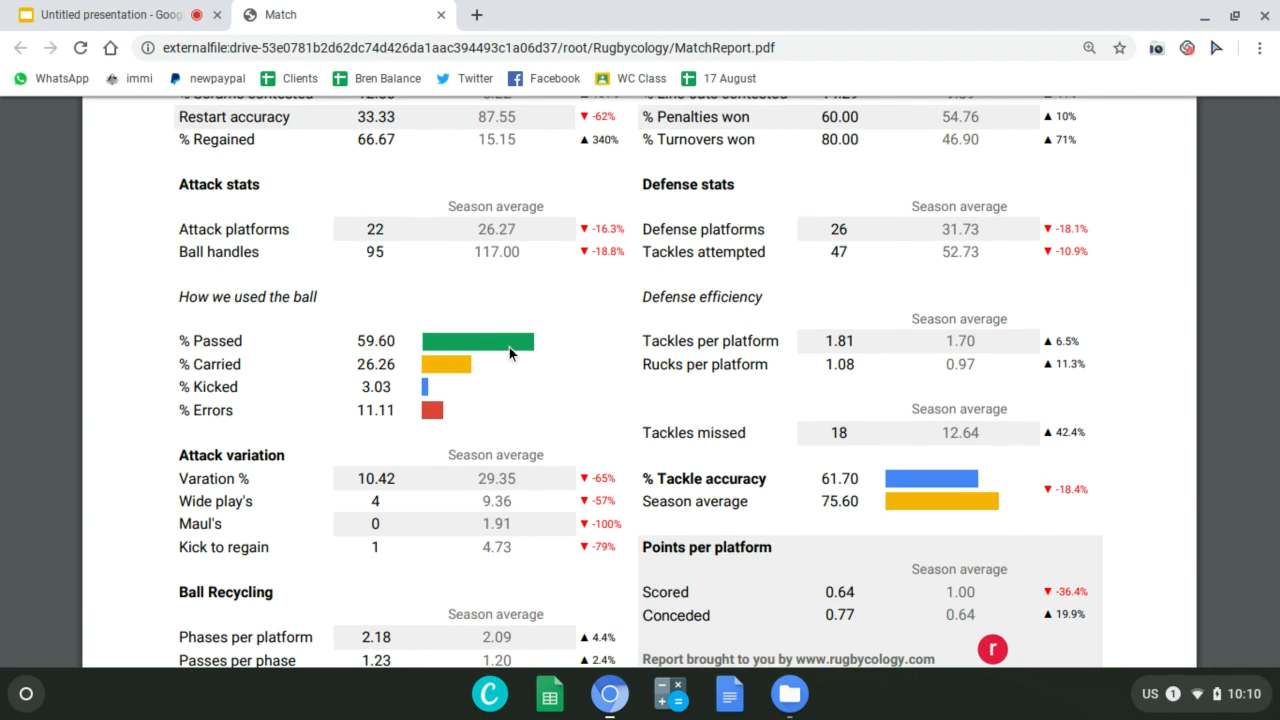 Untitled presentation - Goog
Match
externalfile:drive-53e0781b2d62dc74d426da1aac394493c1a06d37/root/Rugbycology/MatchReport.pdf
WhatsApp immi newpaypal Clients Bren Balance Twitter Facebook WC Class 17 August
Restart accuracy 33.33 87.55 ▼ -62% % Penalties won 60.00 54.76 ▲ 10%
% Regained 66.67 15.15 ▲ 340% % Turnovers won 80.00 46.90 ▲ 71%
Attack stats Defense stats
Season average Season average
Attack platforms 22 26.27 ▼ -16.3% Defense platforms 26 31.73 ▼ -18.1%
Ball handles 95 117.00 ▼ -18.8% Tackles attempted 47 52.73 ▼ -10.9%
How we used the ball Defense efficiency
Season average
% Passed 59.60 Tackles per platform 1.81 1.70 ▲ 6.5%
% Carried 26.26 Rucks per platform 1.08 0.97 ▲ 11.3%
% Kicked 3.03
% Errors 11.11 Season average
Tackles missed 18 12.64 ▲ 42.4%
Attack variation Season average
Varation % 10.42 29.35 ▼ -65% % Tackle accuracy 61.70
Wide play's 4 9.36 ▼ -57% Season average 75.60 ▼ -18.4%
Maul's 0 1.91 ▼ -100%
Kick to regain 1 4.73 ▼ -79% Points per platform
Season average
Ball Recycling Scored 0.64 1.00 ▼ -36.4%
Season average Conceded 0.77 0.64 ▲ 19.9%
Phases per platform 2.18 2.09 ▲ 4.4%
Passes per phase 1.23 1.20 ▲ 2.4% Report brought to you by www.rugbycology.com r
US 1 10:10